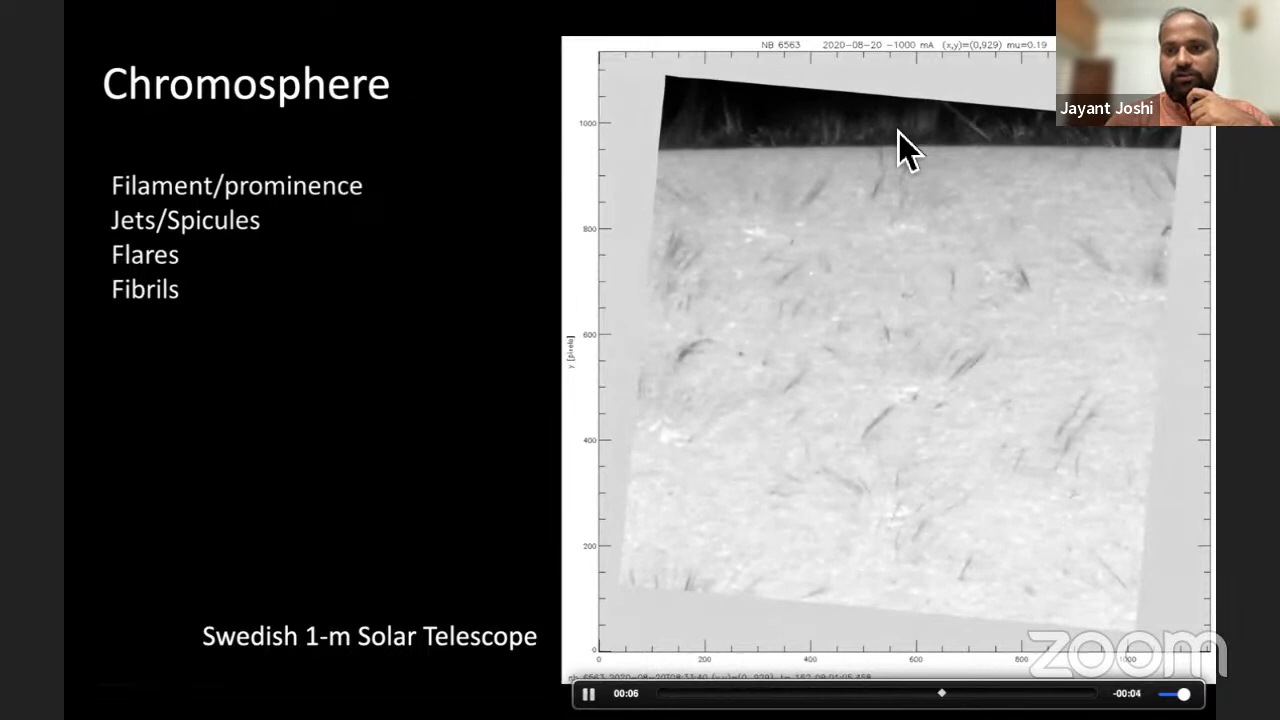 NB 6563 2020-08-20 -1000 mA (x,y)=(0,929) mu=0.19
Chromosphere
Jayant Joshi
Filament/prominence
Jets/Spicules
Flares
Fibrils
1000
800
600
400
200
0
y [pixels]
0 200 400 600 800 1000
Swedish 1-m Solar Telescope
zoom
00:06
-00:04